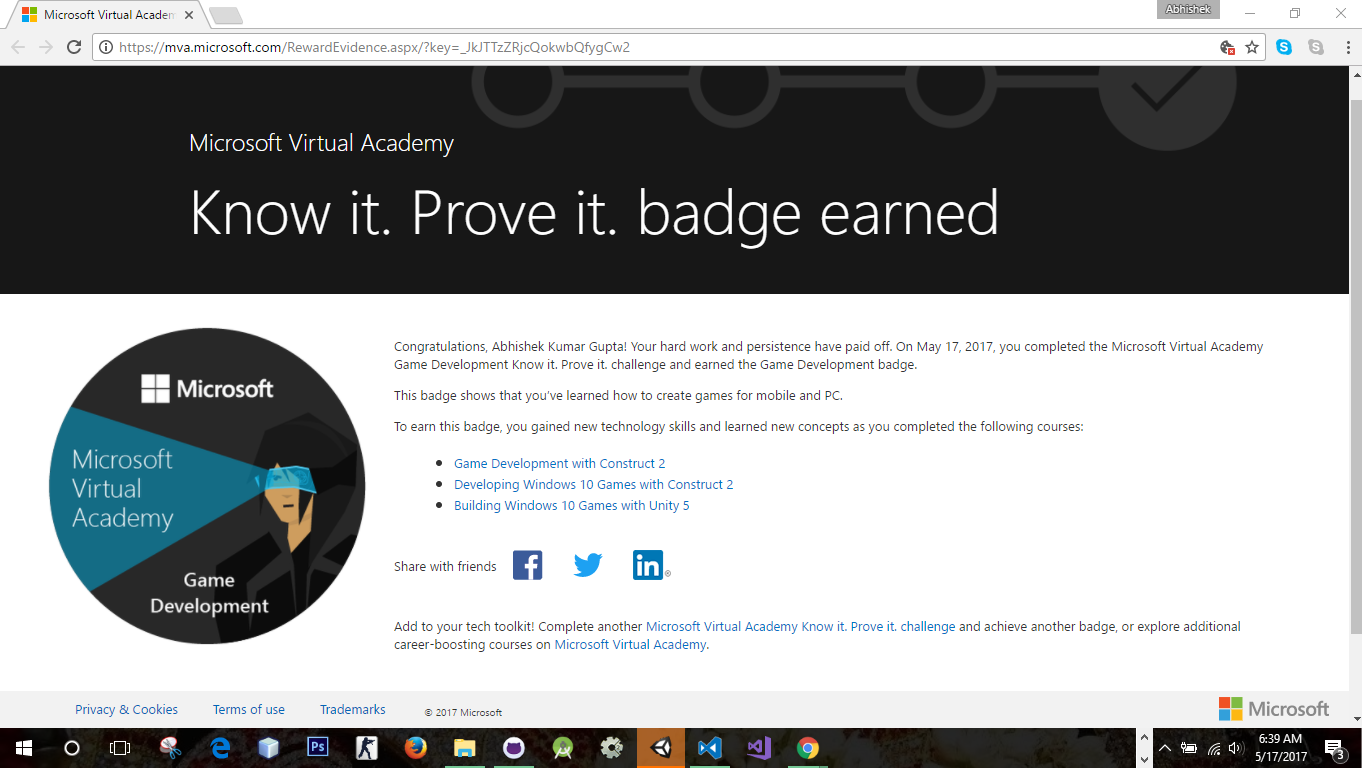 Microsoft Virtual Academ
Abhishek
https://mva.microsoft.com/RewardEvidence.aspx/?key=_JkJTTzZRjcQokwbQfygCw2
Microsoft Virtual Academy
Know it. Prove it. badge earned
Microsoft
Microsoft
Virtual
Academy
Game
Development
Congratulations, Abhishek Kumar Gupta! Your hard work and persistence have paid off. On May 17, 2017, you completed the Microsoft Virtual Academy
Game Development Know it. Prove it. challenge and earned the Game Development badge.
This badge shows that you've learned how to create games for mobile and PC.
To earn this badge, you gained new technology skills and learned new concepts as you completed the following courses:
Game Development with Construct 2
Developing Windows 10 Games with Construct 2
Building Windows 10 Games with Unity 5
Share with friends
in ®
Add to your tech toolkit! Complete another Microsoft Virtual Academy Know it. Prove it. challenge and achieve another badge, or explore additional
career-boosting courses on Microsoft Virtual Academy.
Privacy & Cookies Terms of use Trademarks © 2017 Microsoft
Microsoft
Ps
6:39 AM
5/17/2017
3